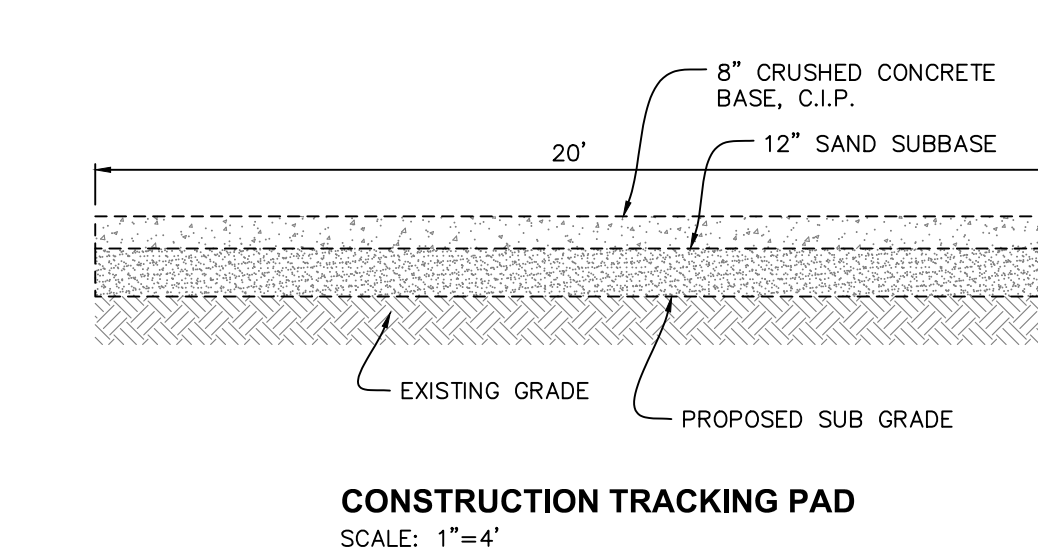 8” CRUSHED CONCRETE
BASE, C.I.P.
12” SAND SUBBASE
20’
EXISTING GRADE
PROPOSED SUB GRADE
CONSTRUCTION TRACKING PAD
SCALE: 1”=4’